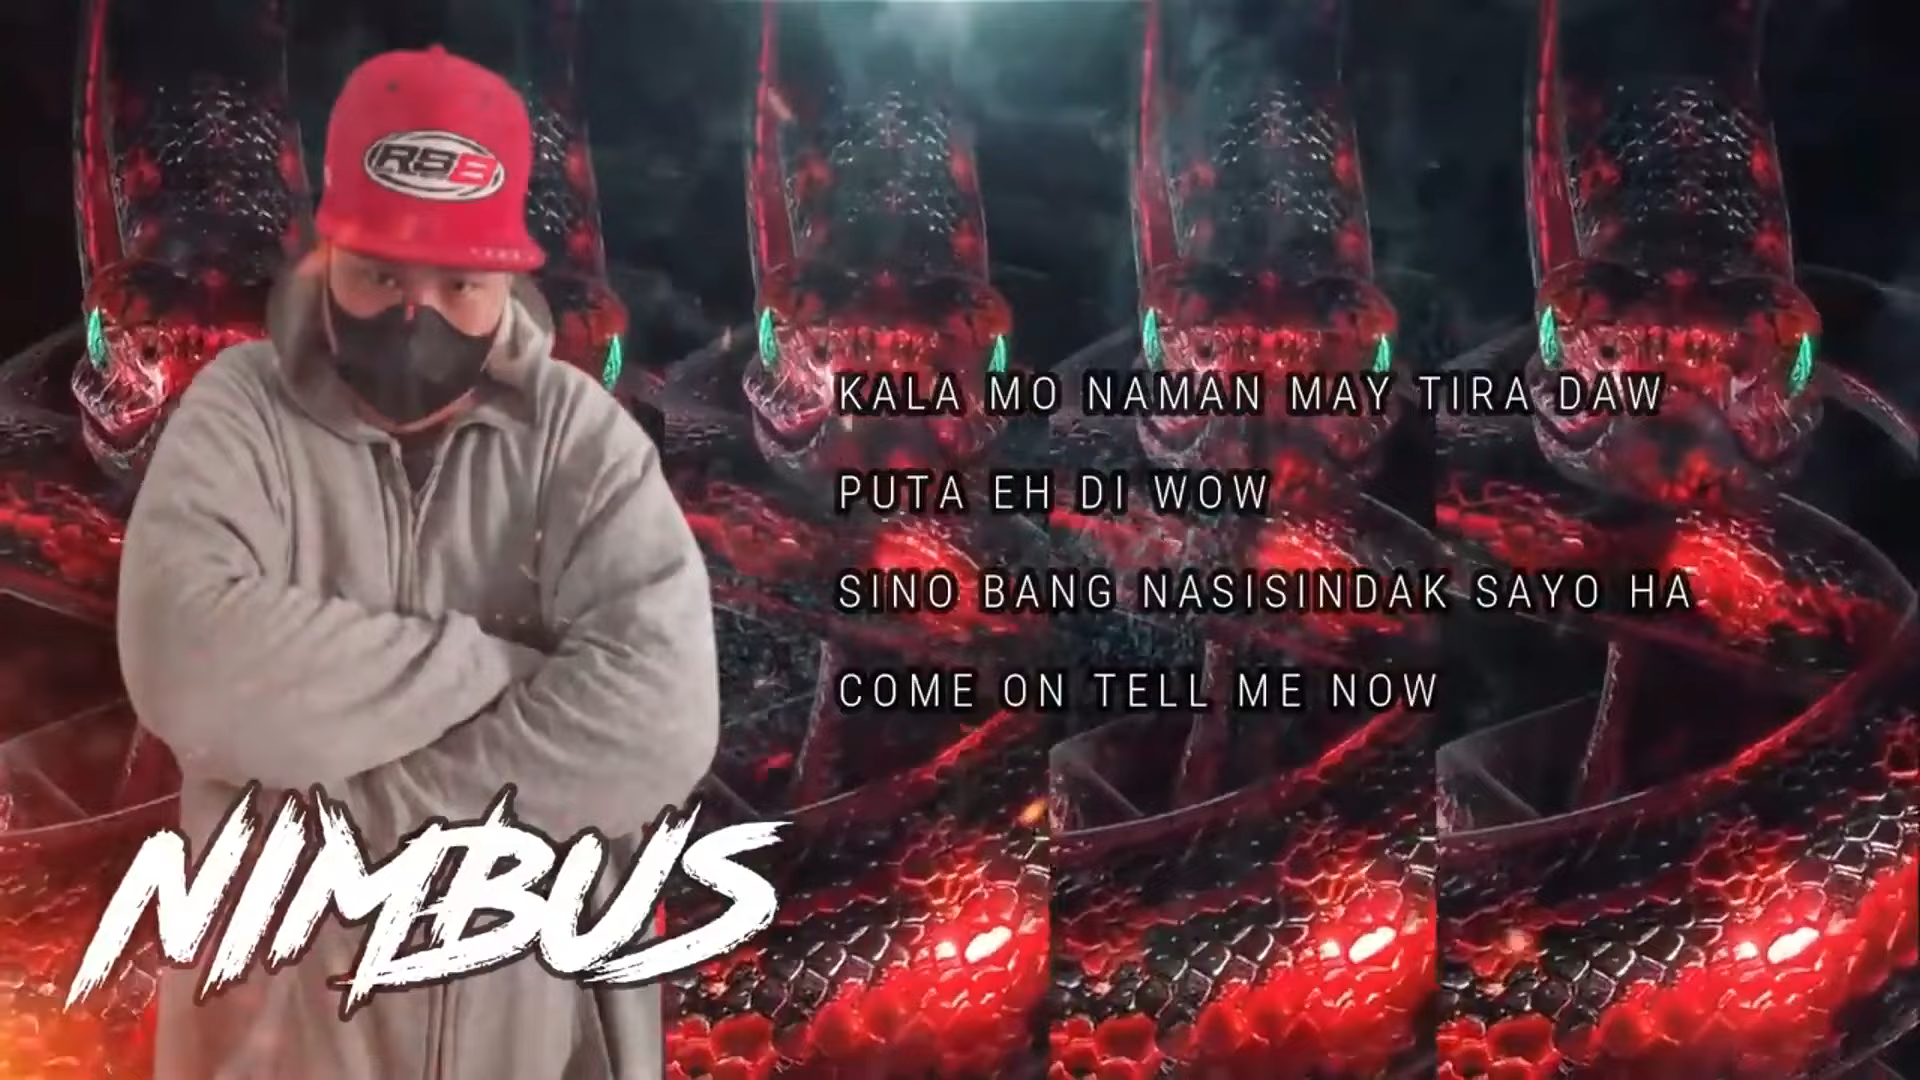 RSB
KALA MO NAMAN MAY TIRA DAW
PUTA EH DI WOW
SINO BANG NASISINDAK SAYO HA
COME ON TELL ME NOW
NIMBUS